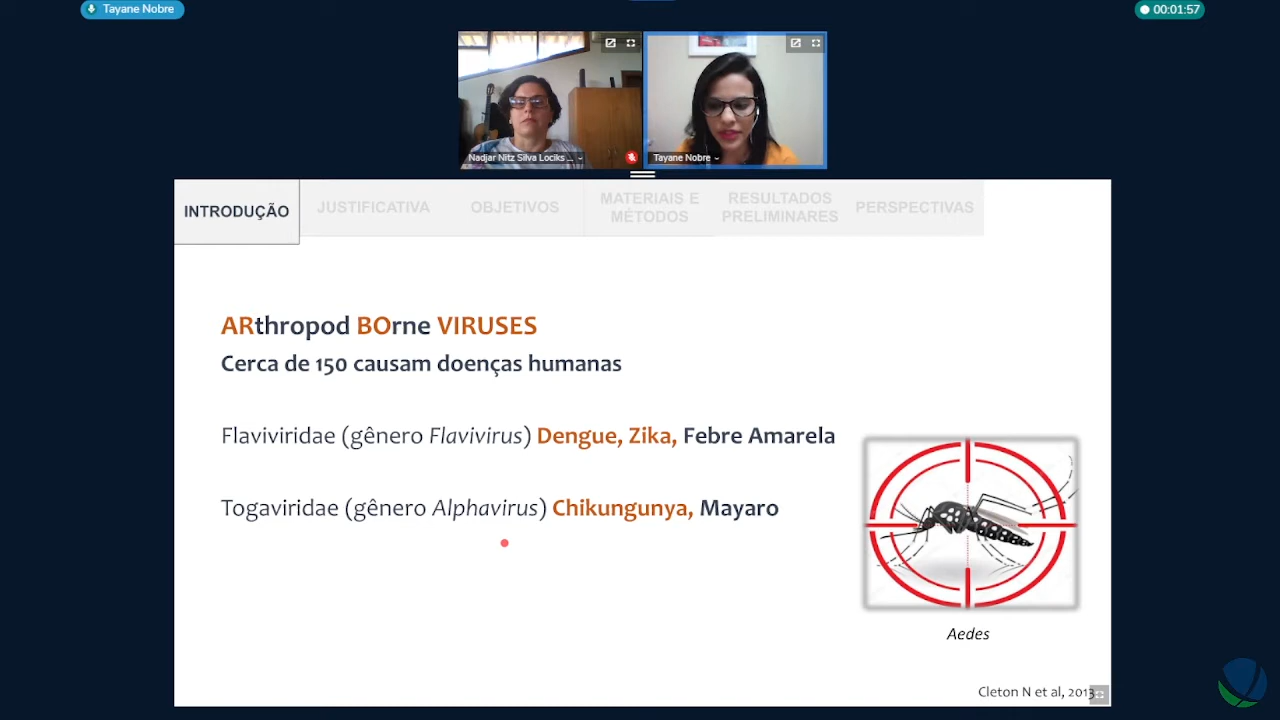 Tayane Nobre
00:01:57
Nadjar Nitz Silva Lociks ...
Tayane Nobre
INTRODUÇÃO
JUSTIFICATIVA
OBJETIVOS
MATERIAIS E
MÉTODOS
RESULTADOS
PRELIMINARES
PERSPECTIVAS
ARthropod BOrne VIRUSES
Cerca de 150 causam doenças humanas
Flaviviridae (gênero Flavivirus) Dengue, Zika, Febre Amarela
Togaviridae (gênero Alphavirus) Chikungunya, Mayaro
Aedes
Cleton N et al, 2013